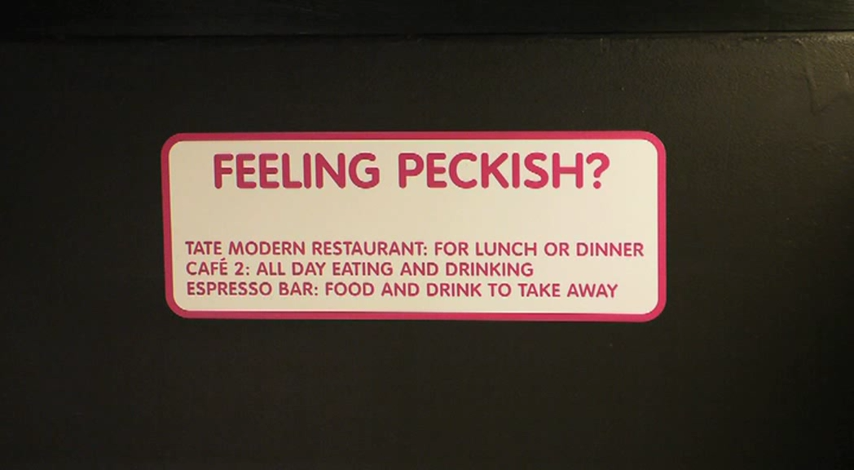 FEELING PECKISH?
TATE MODERN RESTAURANT: FOR LUNCH OR DINNER
CAFÉ 2: ALL DAY EATING AND DRINKING
ESPRESSO BAR: FOOD AND DRINK TO TAKE AWAY